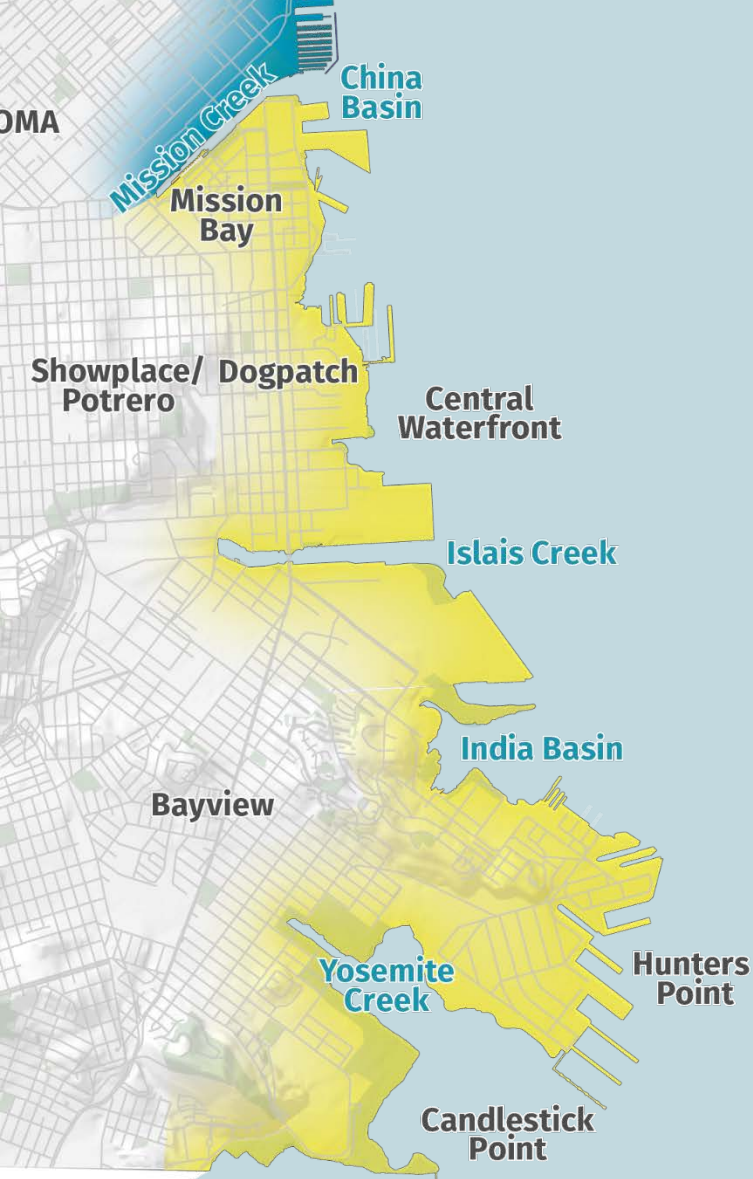 China
Basin
Mission Creek
OMA
Mission
Bay
Showplace/
Potrero
Dogpatch
Central
Waterfront
Islais Creek
India Basin
Bayview
Yosemite
Creek
Hunters
Point
Candlestick
Point